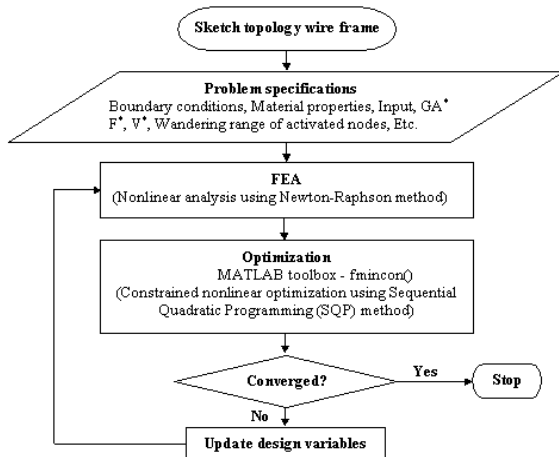 Sketch topology wire frame
Problem specifications
Boundary conditions, Material properties, Input, GA*
F*, V*, Wandering range of activated nodes, Etc.
FEA
(Nonlinear analysis using Newton-Raphson method)
Optimization
MATLAB toolbox - fmincon()
(Constrained nonlinear optimization using Sequential
Quadratic Programming (SQP) method)
Converged?
Yes
Stop
No
Update design variables